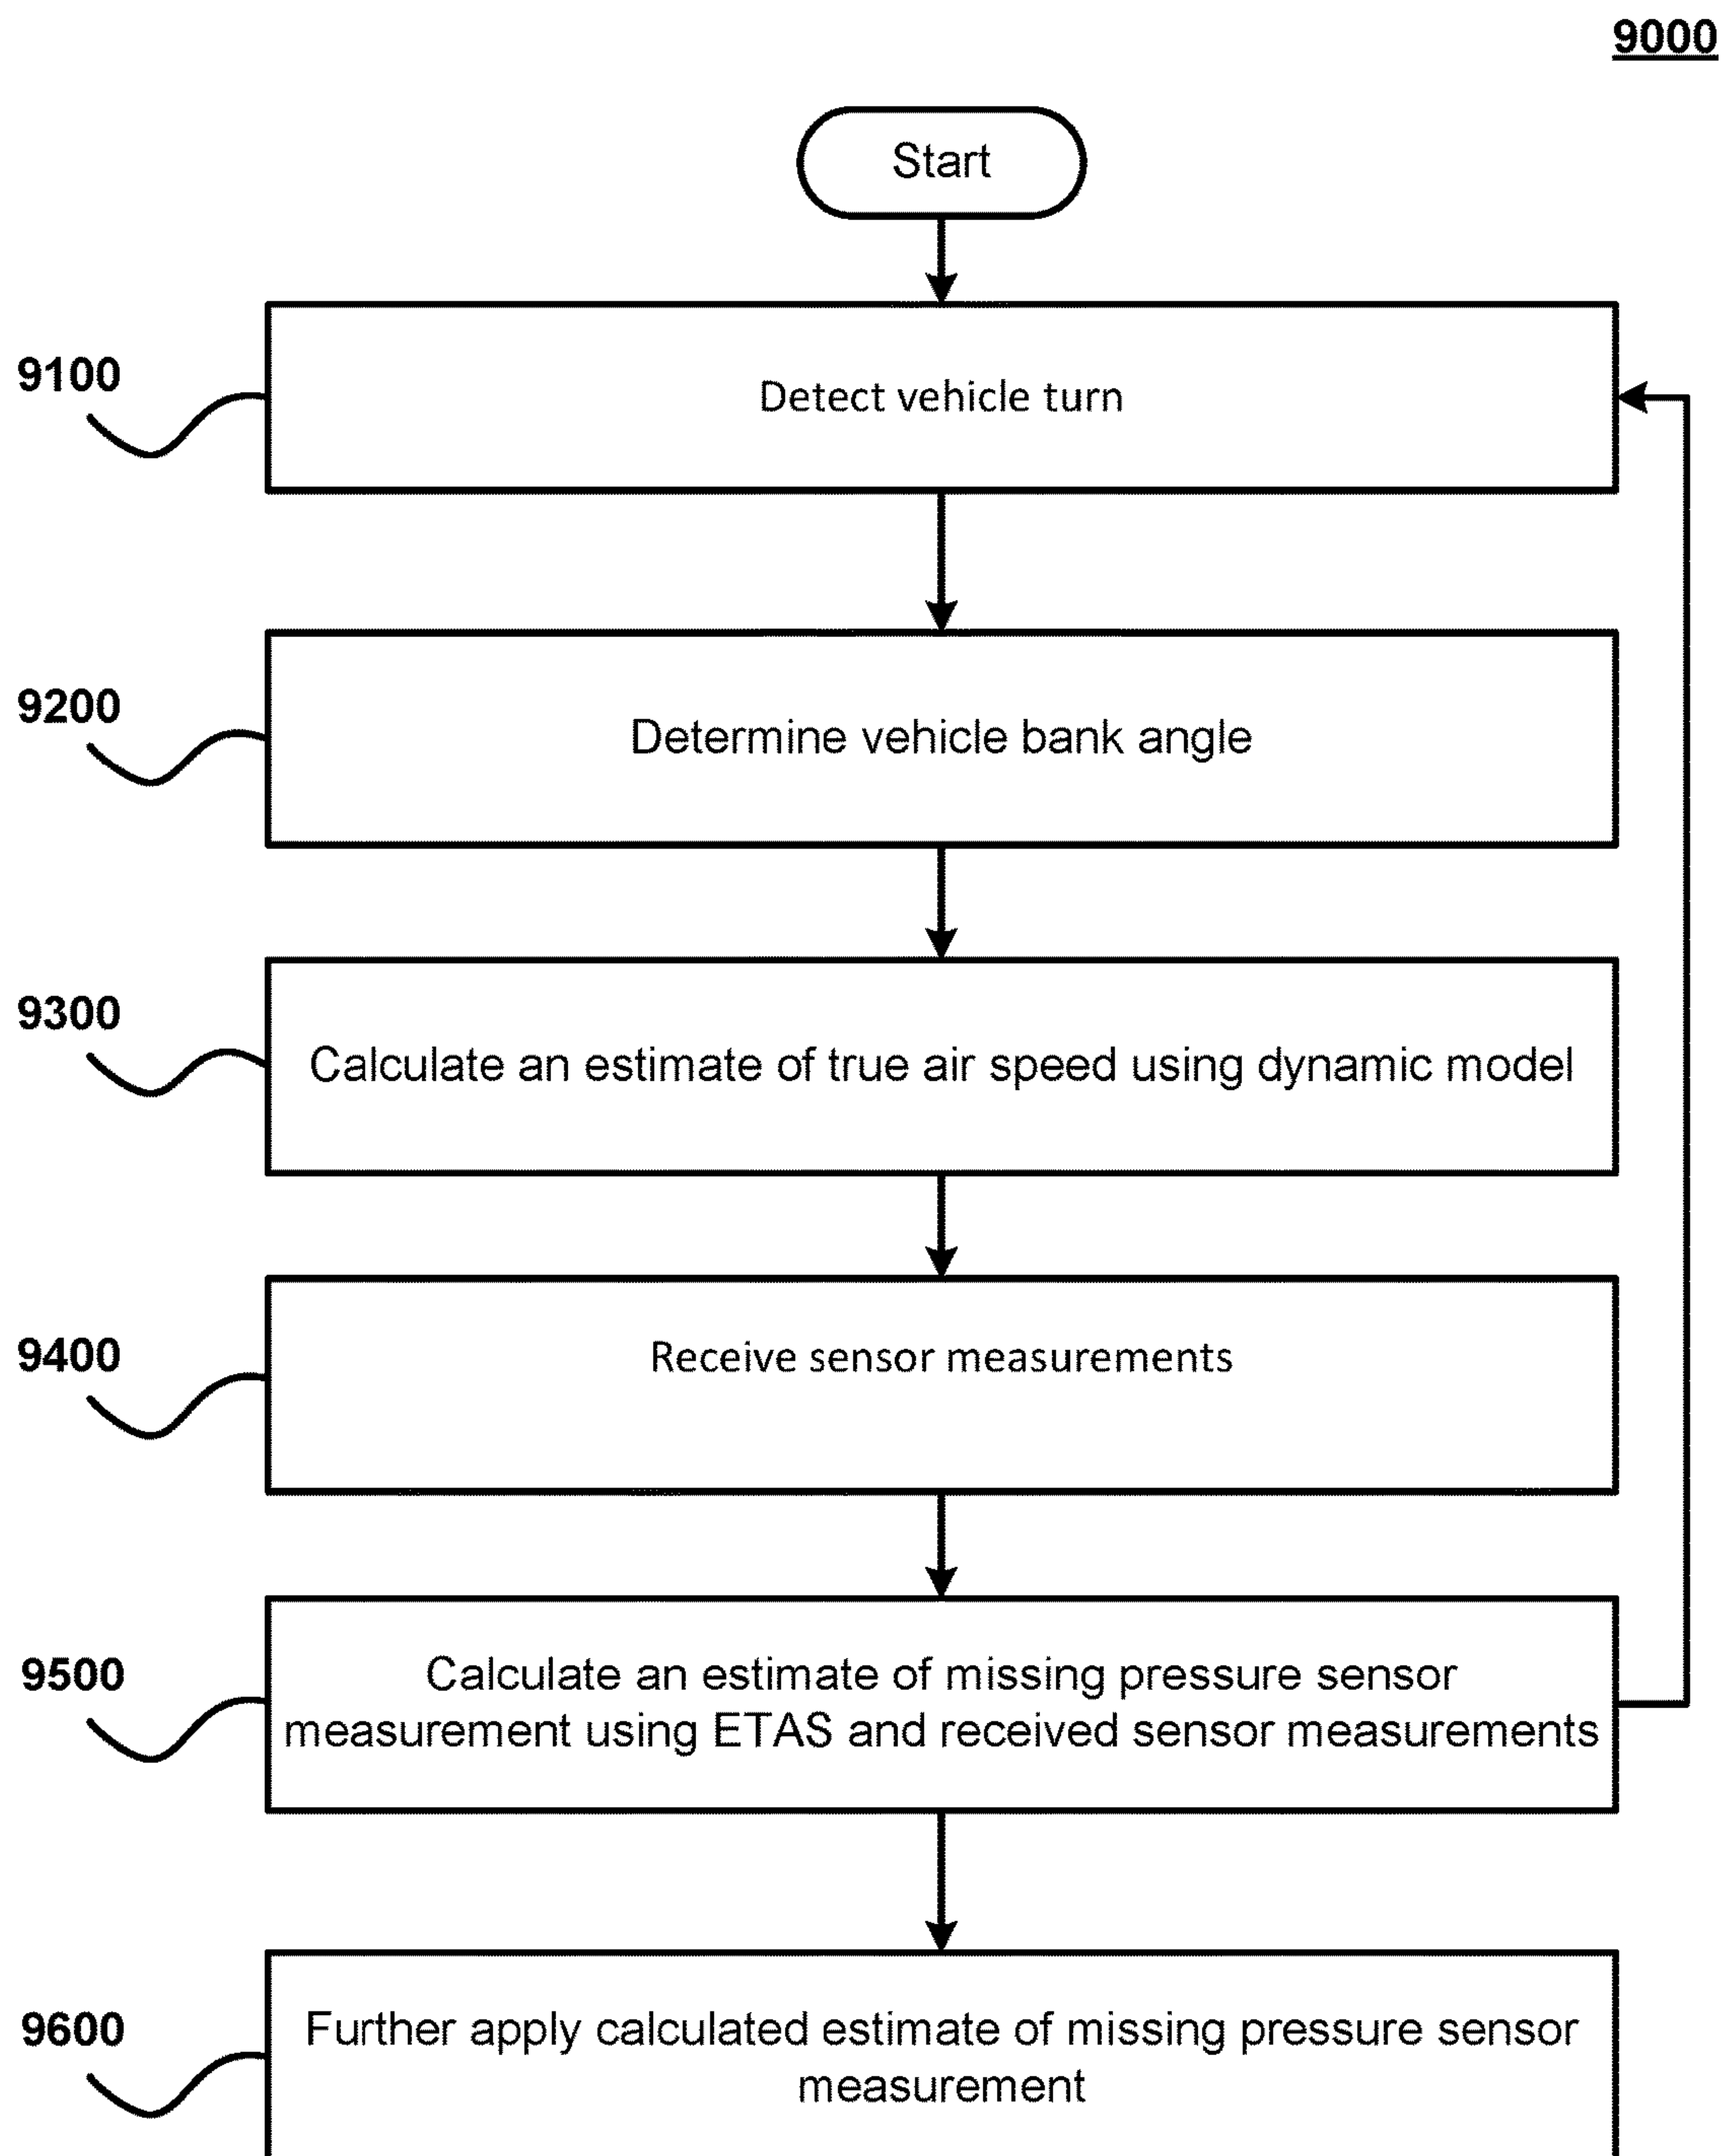 9000
Start
9100
Detect vehicle turn
9200
Determine vehicle bank angle
9300
Calculate an estimate of true air speed using dynamic model
9400
Receive sensor measurements
9500
Calculate an estimate of missing pressure sensor
measurement using ETAS and received sensor measurements
9600
Further apply calculated estimate of missing pressure sensor
measurement